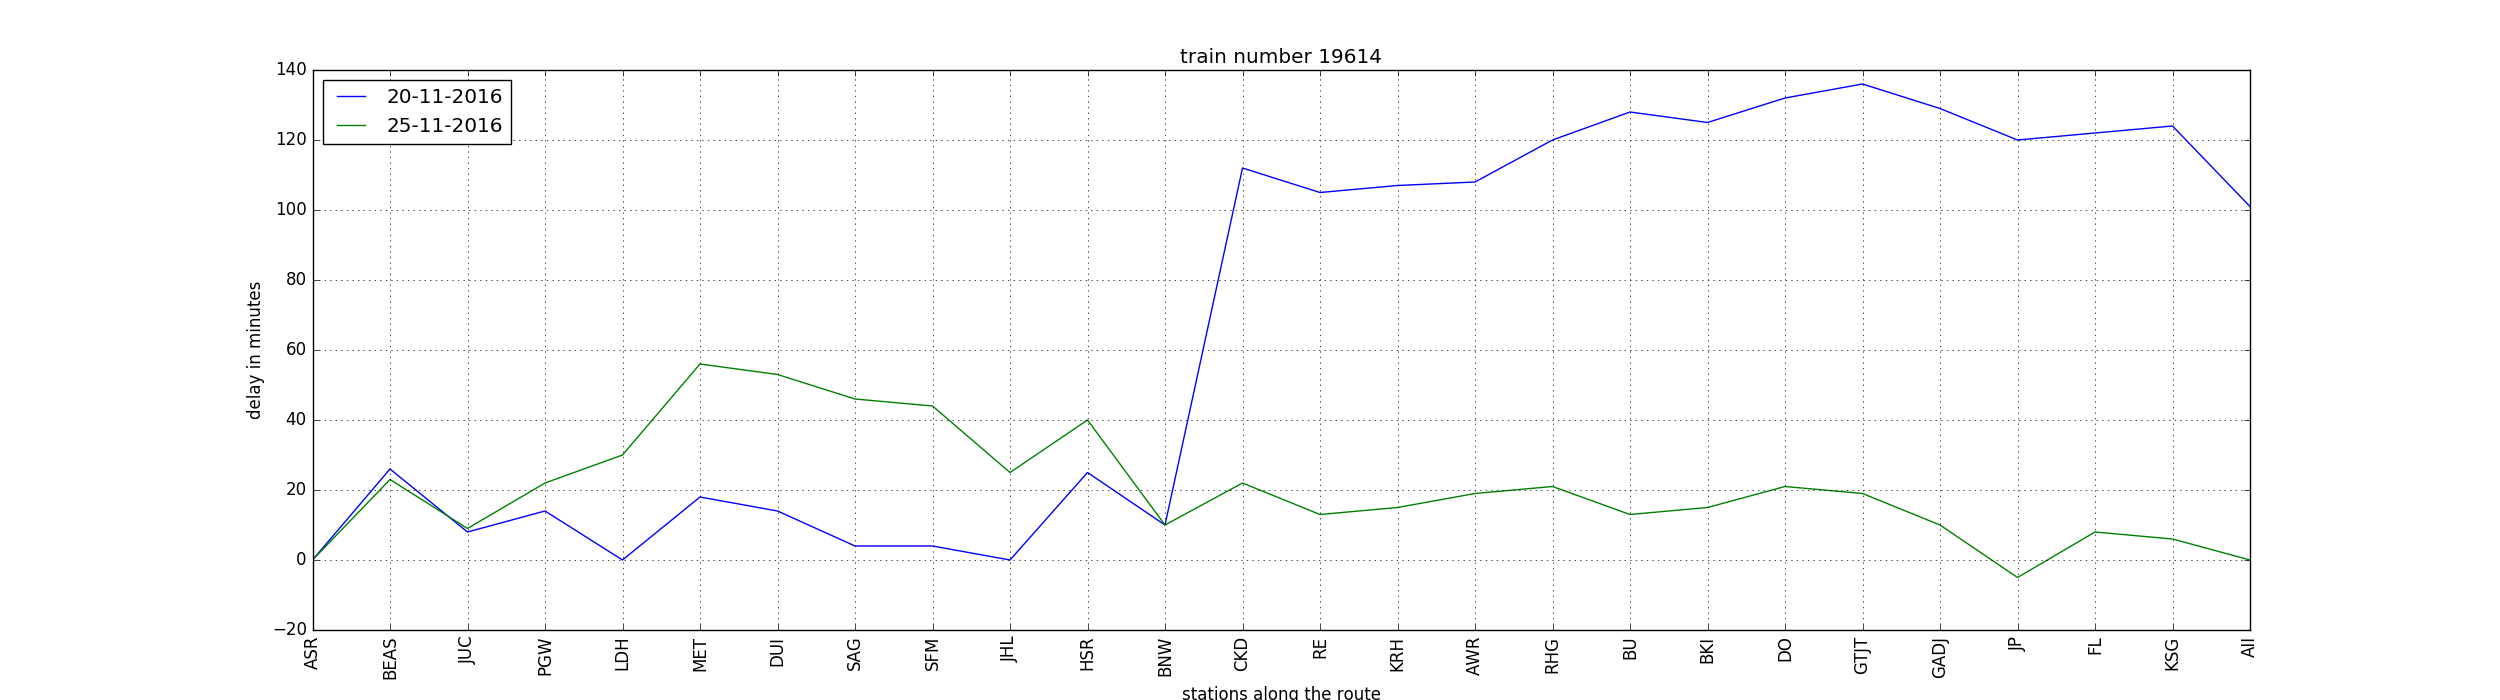 train number 19614
140
120
100
80
60
40
20
0
−20
delay in minutes
20-11-2016
25-11-2016
ASR
BEAS
JUC
PGW
LDH
MET
DUI
SAG
SFM
JHL
HSR
BNW
CKD
RE
KRH
AWR
RHG
BU
BKI
DO
GTJT
GADJ
JP
FL
KSG
AII
stations along the route